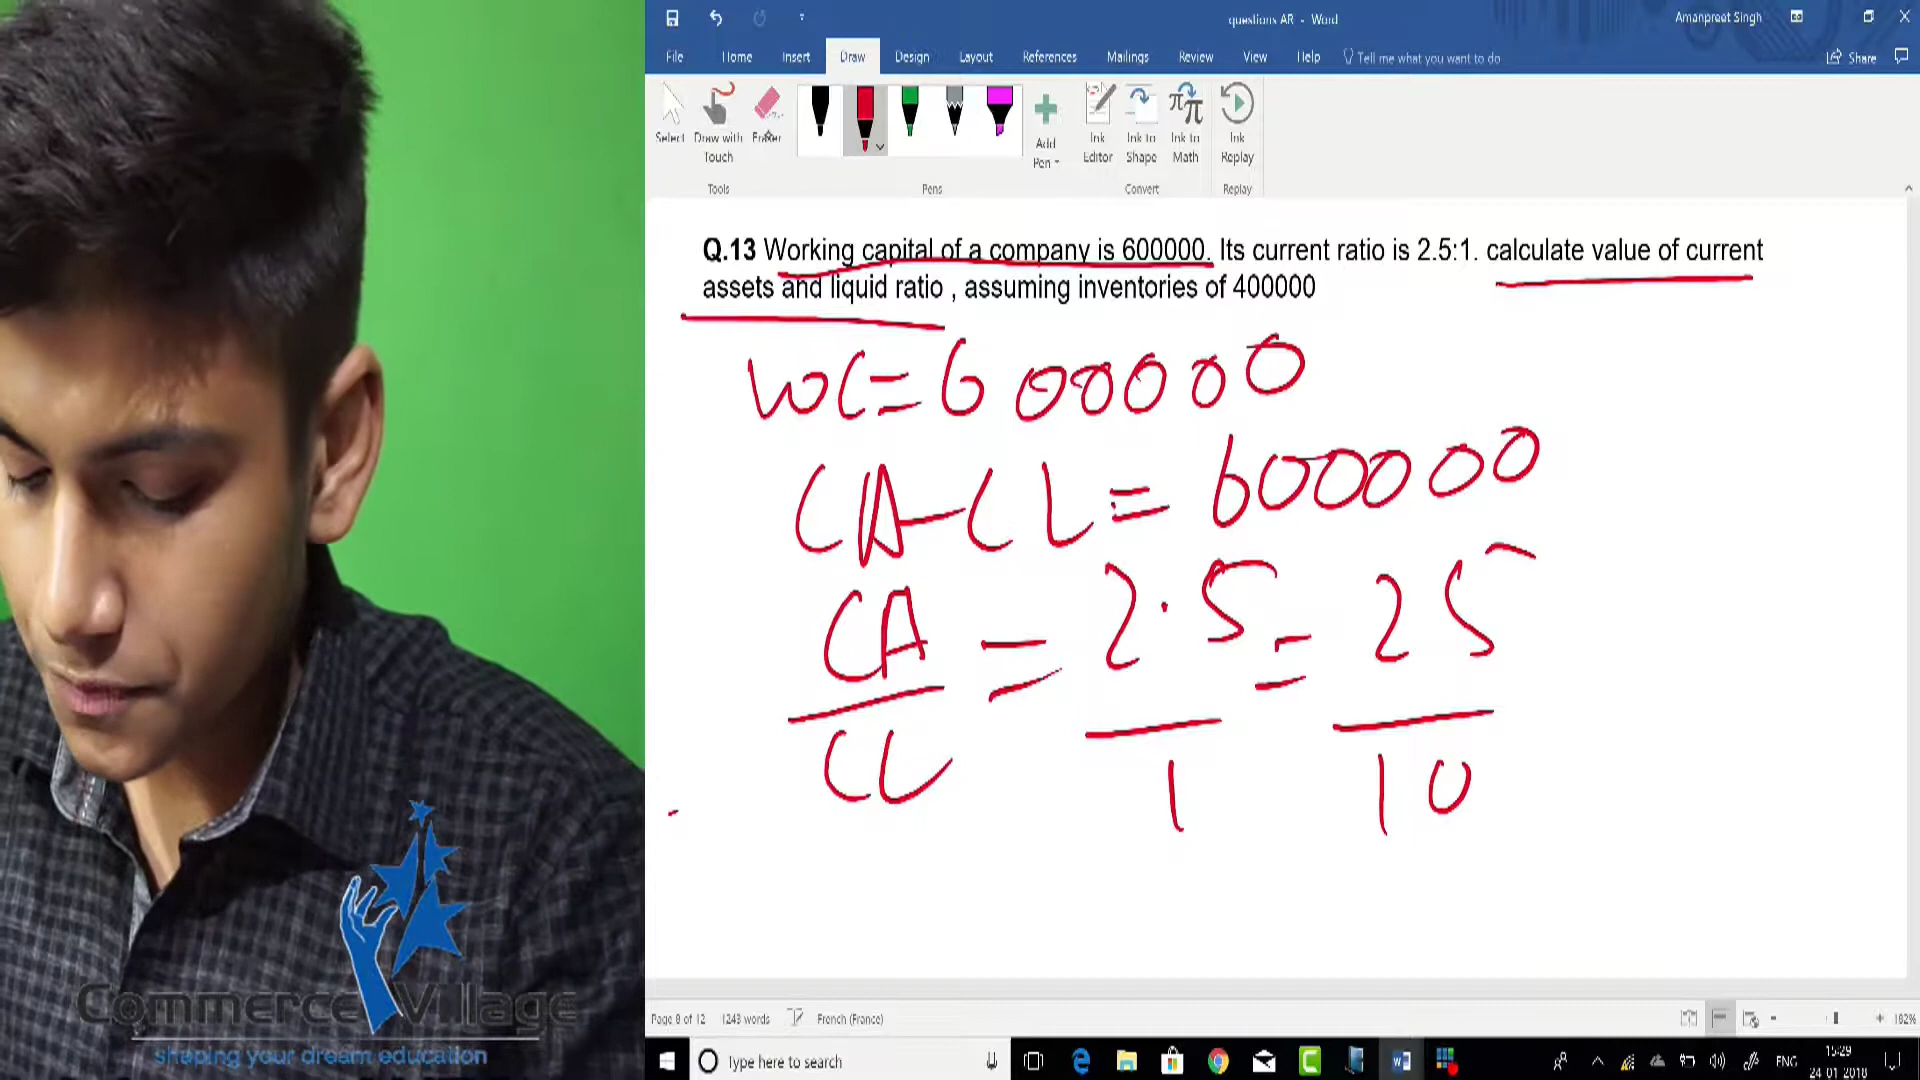 questions AR - Word
Amanpreet Singh
File Home Insert Draw Design Layout References Mailings Review View Help Tell me what you want to do Share
Select
Draw with Touch
Eraser
Add Pen
Ink Editor
Ink to Shape
Ink to Math
Ink Replay
Tools Pens Convert Replay
Q.13 Working capital of a company is 600000. Its current ratio is 2.5:1. calculate value of current
assets and liquid ratio , assuming inventories of 400000
WC = 600000
CA - CL = 600000
CA = 2.5 = 25
CL 1 10
Commerce Village
shaping your dream education
Page 8 of 12 1243 words French (France) 182%
Type here to search
ENG
15:29
24-01-2018